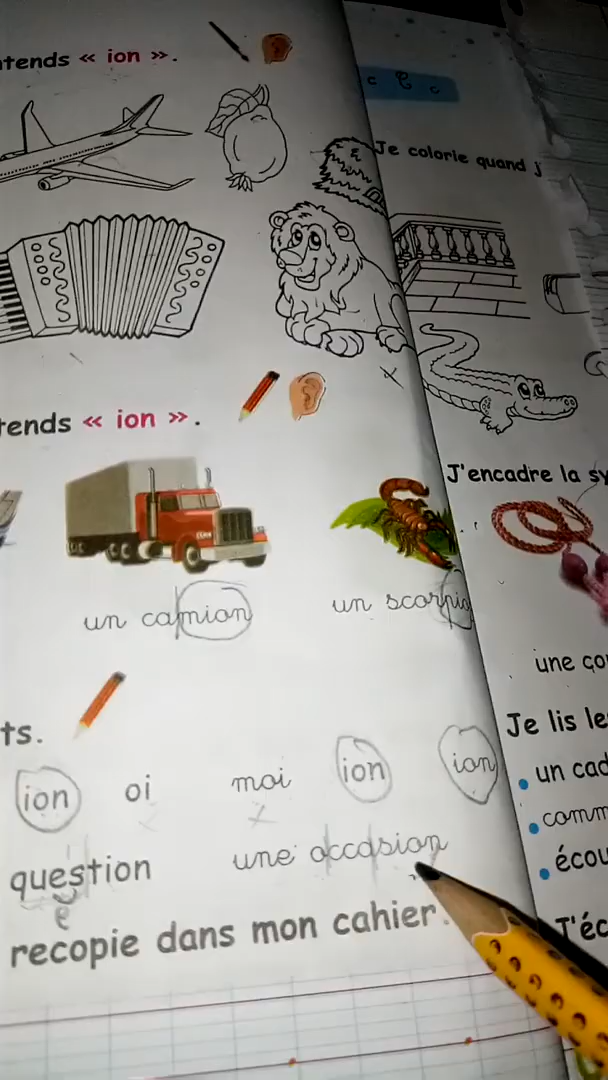 ntends « ion ».
c C c
Je colorie quand j
tends « ion ».
J'encadre la sy
un camion
un scorpio
une co
ts.
Je lis le
ion oi moi ion ion
un cad
comm
question une occasion
écou
recopie dans mon cahier.
J'éc